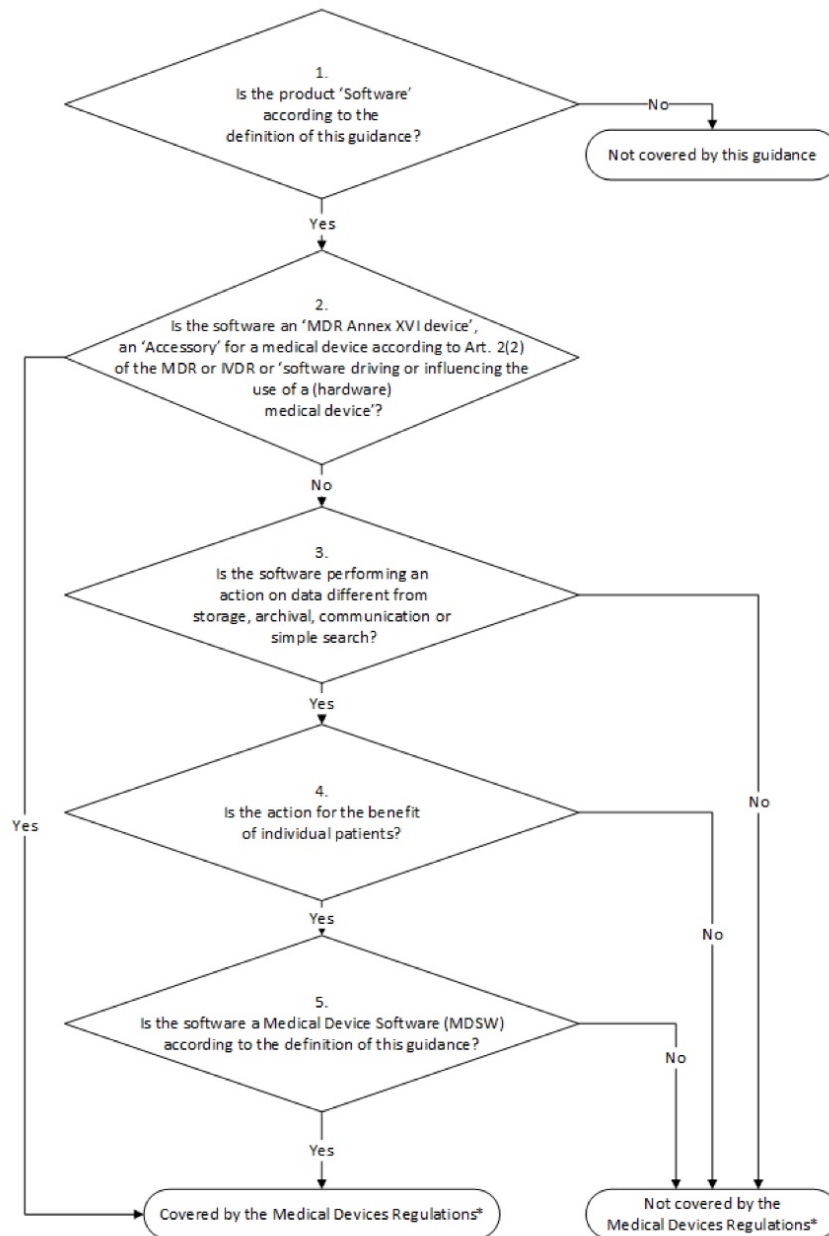 1.
Is the product ‘Software’
according to the
definition of this guidance?
No
Not covered by this guidance
Yes
2.
Is the software an ‘MDR Annex XVI device’,
an ‘Accessory’ for a medical device according to Art. 2(2)
of the MDR or IVDR or ‘software driving or influencing the
use of a (hardware)
medical device’?
No
3.
Is the software performing an
action on data different from
storage, archival, communication or
simple search?
Yes
4.
Is the action for the benefit
of individual patients?
No
Yes
Yes
No
5.
Is the software a Medical Device Software (MDSW)
according to the definition of this guidance?
No
Yes
Covered by the Medical Devices Regulations*
Not covered by the
Medical Devices Regulations*